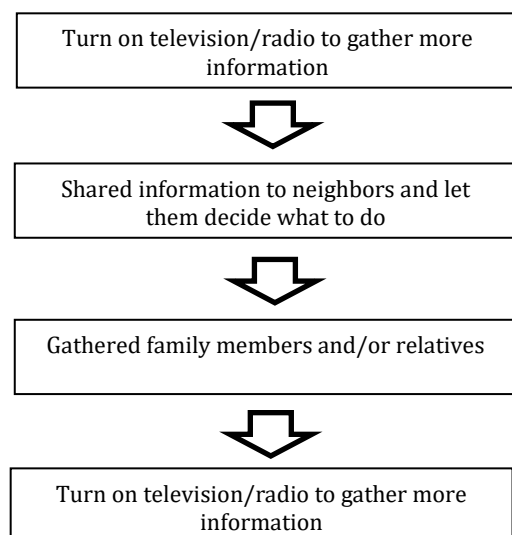 Turn on television/radio to gather more
information
Shared information to neighbors and let
them decide what to do
Gathered family members and/or relatives
Turn on television/radio to gather more
information